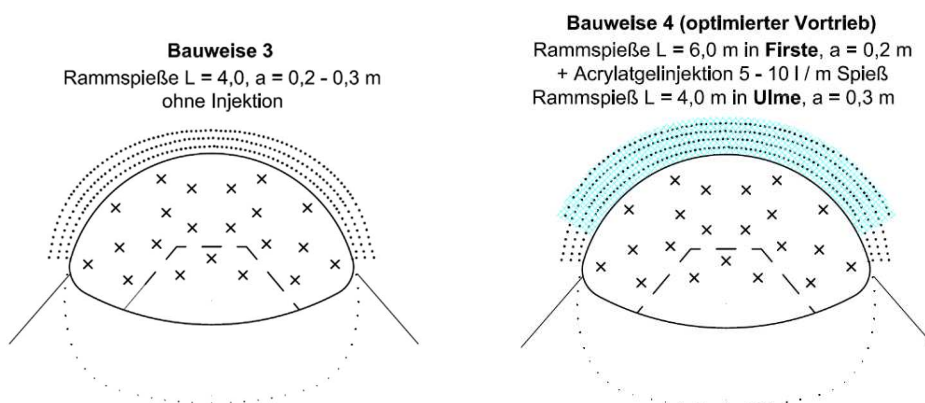 Bauweise 3
Rammspieße L = 4,0, a = 0,2 - 0,3 m
ohne Injektion
Bauweise 4 (optimierter Vortrieb)
Rammspieße L = 6,0 m in Firste, a = 0,2 m
+ Acrylatgelinjektion 5 - 10 l / m Spieß
Rammspieß L = 4,0 m in Ulme, a = 0,3 m